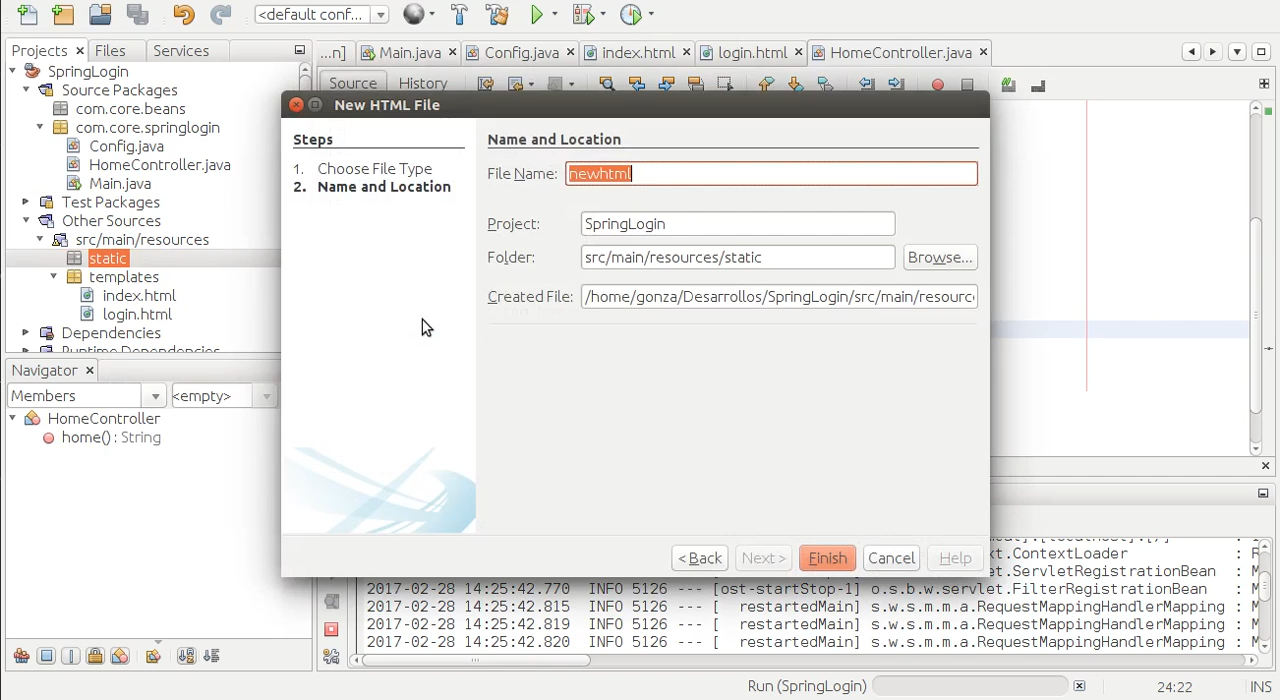 <default conf...
Projects
Files
Services
...n]
Main.java
Config.java
index.html
login.html
HomeController.java
Source
History
SpringLogin
Source Packages
com.core.beans
com.core.springlogin
Config.java
HomeController.java
Main.java
Test Packages
Other Sources
src/main/resources
static
templates
index.html
login.html
Dependencies
Runtime Dependencies
Navigator
Members
<empty>
HomeController
home() : String
New HTML File
Steps
1. Choose File Type
2. Name and Location
Name and Location
File Name: newhtml
Project: SpringLogin
Folder: src/main/resources/static
Browse...
Created File: /home/gonza/Desarrollos/SpringLogin/src/main/resource
< Back
Next >
Finish
Cancel
Help
xt.ContextLoader :
et.ServletRegistrationBean : M
2017-02-28 14:25:42.770 INFO 5126 --- [ost-startStop-1] o.s.b.w.servlet.FilterRegistrationBean : M
2017-02-28 14:25:42.815 INFO 5126 --- [ restartedMain] s.w.s.m.m.a.RequestMappingHandlerMapping : M
2017-02-28 14:25:42.819 INFO 5126 --- [ restartedMain] s.w.s.m.m.a.RequestMappingHandlerMapping : M
2017-02-28 14:25:42.820 INFO 5126 --- [ restartedMain] s.w.s.m.m.a.RequestMappingHandlerMapping : M
Run (SpringLogin)
24:22
INS